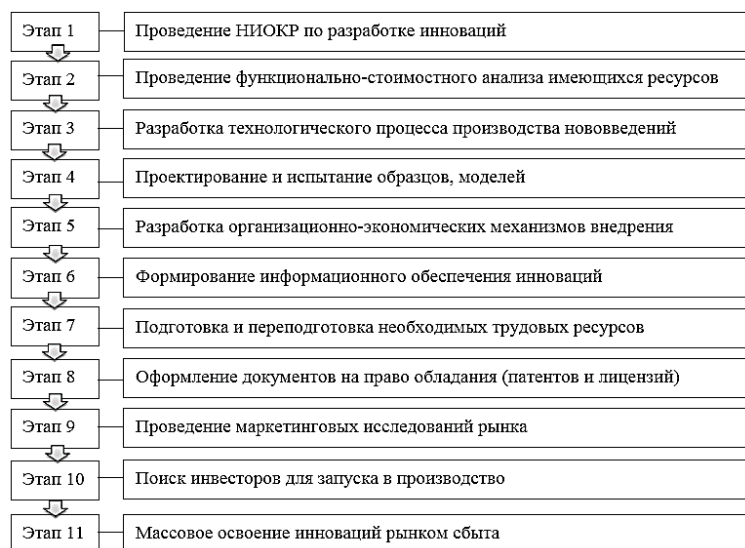 Этап 1 Проведение НИОКР по разработке инноваций
Этап 2 Проведение функционально-стоимостного анализа имеющихся ресурсов
Этап 3 Разработка технологического процесса производства нововведений
Этап 4 Проектирование и испытание образцов, моделей
Этап 5 Разработка организационно-экономических механизмов внедрения
Этап 6 Формирование информационного обеспечения инноваций
Этап 7 Подготовка и переподготовка необходимых трудовых ресурсов
Этап 8 Оформление документов на право обладания (патентов и лицензий)
Этап 9 Проведение маркетинговых исследований рынка
Этап 10 Поиск инвесторов для запуска в производство
Этап 11 Массовое освоение инноваций рынком сбыта